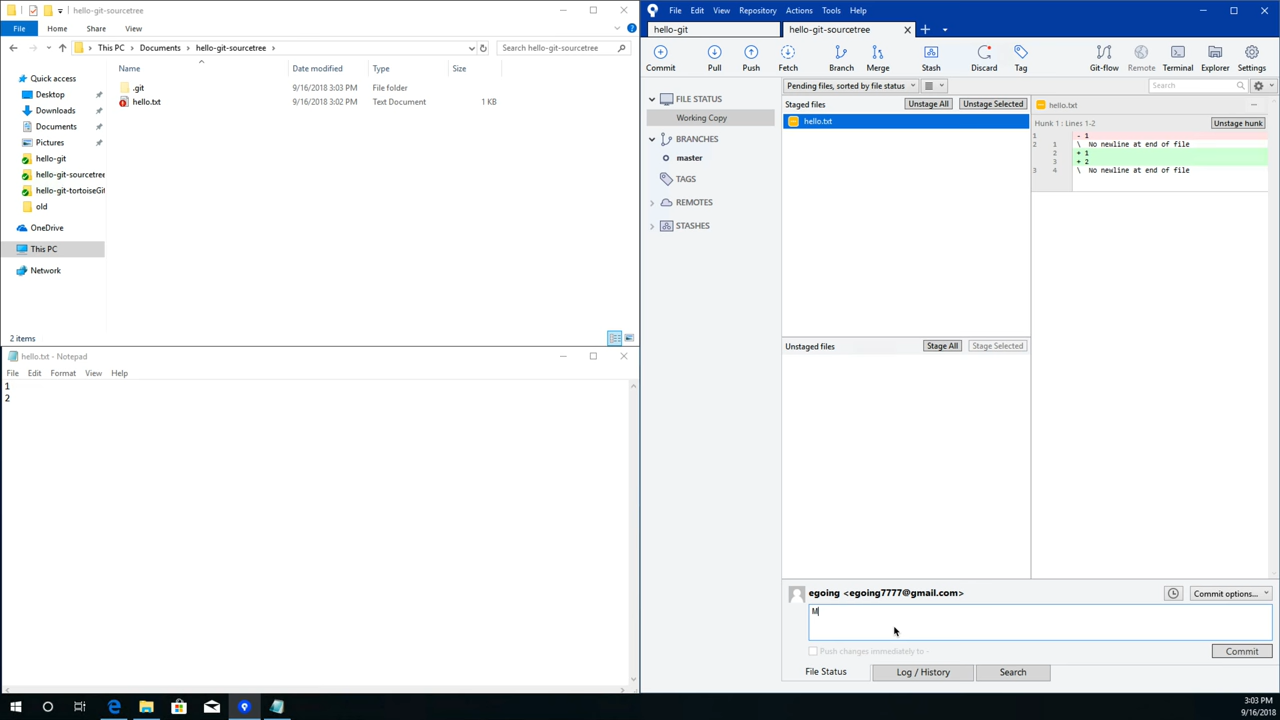 hello-git-sourcetree
File Home Share View
This PC > Documents > hello-git-sourcetree >
Search hello-git-sourcetree
Name Date modified Type Size
.git 9/16/2018 3:03 PM File folder
hello.txt 9/16/2018 3:02 PM Text Document 1 KB
Quick access
Desktop
Downloads
Documents
Pictures
hello-git
hello-git-sourcetree
hello-git-tortoiseGit
old
OneDrive
This PC
Network
2 items
hello.txt - Notepad
File Edit Format View Help
1
2
File Edit View Repository Actions Tools Help
hello-git hello-git-sourcetree
Commit Pull Push Fetch Branch Merge Stash Discard Tag Git-flow Remote Terminal Explorer Settings
FILE STATUS
Working Copy
BRANCHES
master
TAGS
REMOTES
STASHES
Pending files, sorted by file status
Search
Staged files Unstage All Unstage Selected
hello.txt
Unstaged files Stage All Stage Selected
hello.txt
Hunk 1 : Lines 1-2 Unstage hunk
1 - 1
2 1 \ No newline at end of file
2 + 1
3 + 2
3 4 \ No newline at end of file
egoing <egoing7777@gmail.com>
Commit options...
M
Push changes immediately to -
Commit
File Status Log / History Search
3:03 PM
9/16/2018